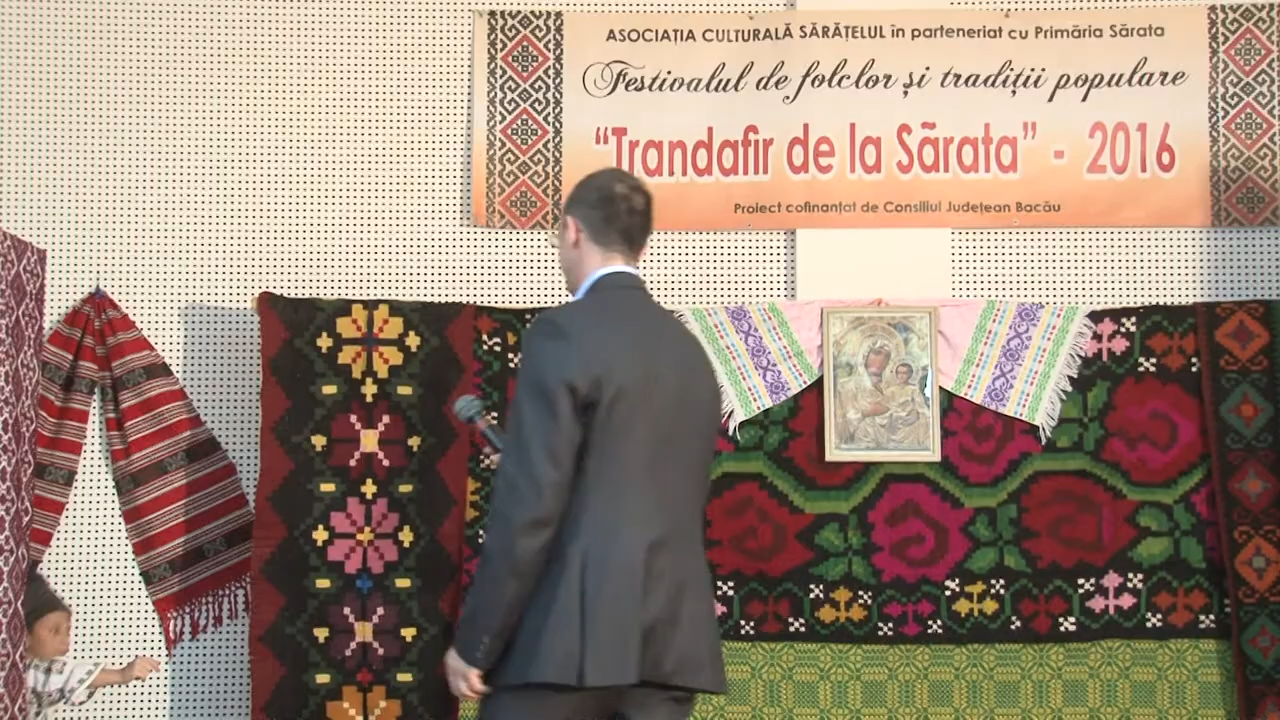 ASOCIAȚIA CULTURALĂ SĂRĂȚELUL în parteneriat cu Primăria Sărata
Festivalul de folclor și tradiții populare
“Trandafir de la Sãrata” - 2016
Proiect cofinanțat de Consiliul Județean Bacău